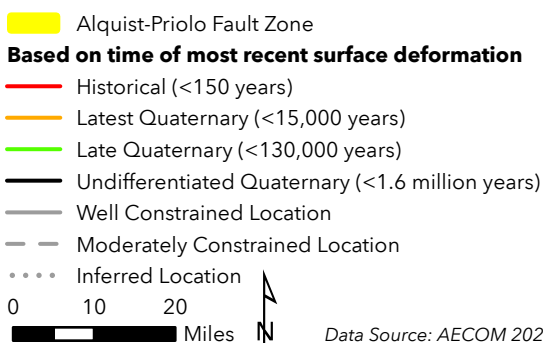 Alquist-Priolo Fault Zone
Based on time of most recent surface deformation
Historical (<150 years)
Latest Quaternary (<15,000 years)
Late Quaternary (<130,000 years)
Undifferentiated Quaternary (<1.6 million years)
Well Constrained Location
Moderately Constrained Location
Inferred Location
0 10 20
Miles N Data Source: AECOM 202